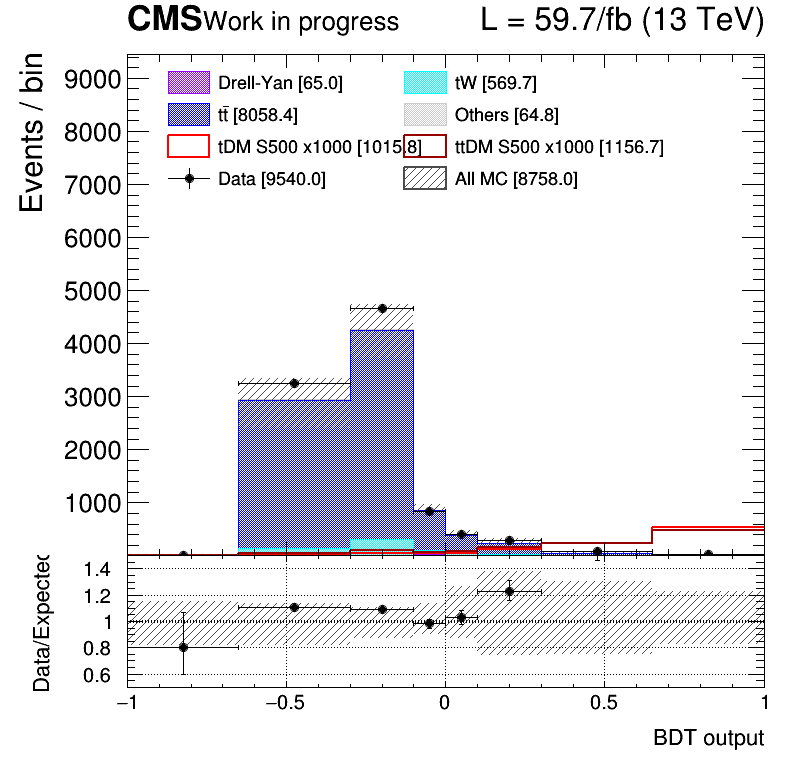 CMS Work in progress L = 59.7/fb (13 TeV)
Events / bin
9000
8000
7000
6000
5000
4000
3000
2000
1000
Drell-Yan [65.0] tW [569.7]
tt̄ [8058.4] Others [64.8]
tDM S500 x1000 [1015.8] ttDM S500 x1000 [1156.7]
Data [9540.0] All MC [8758.0]
Data/Expected
1.4
1.2
1
0.8
0.6
−1 −0.5 0 0.5 1
BDT output